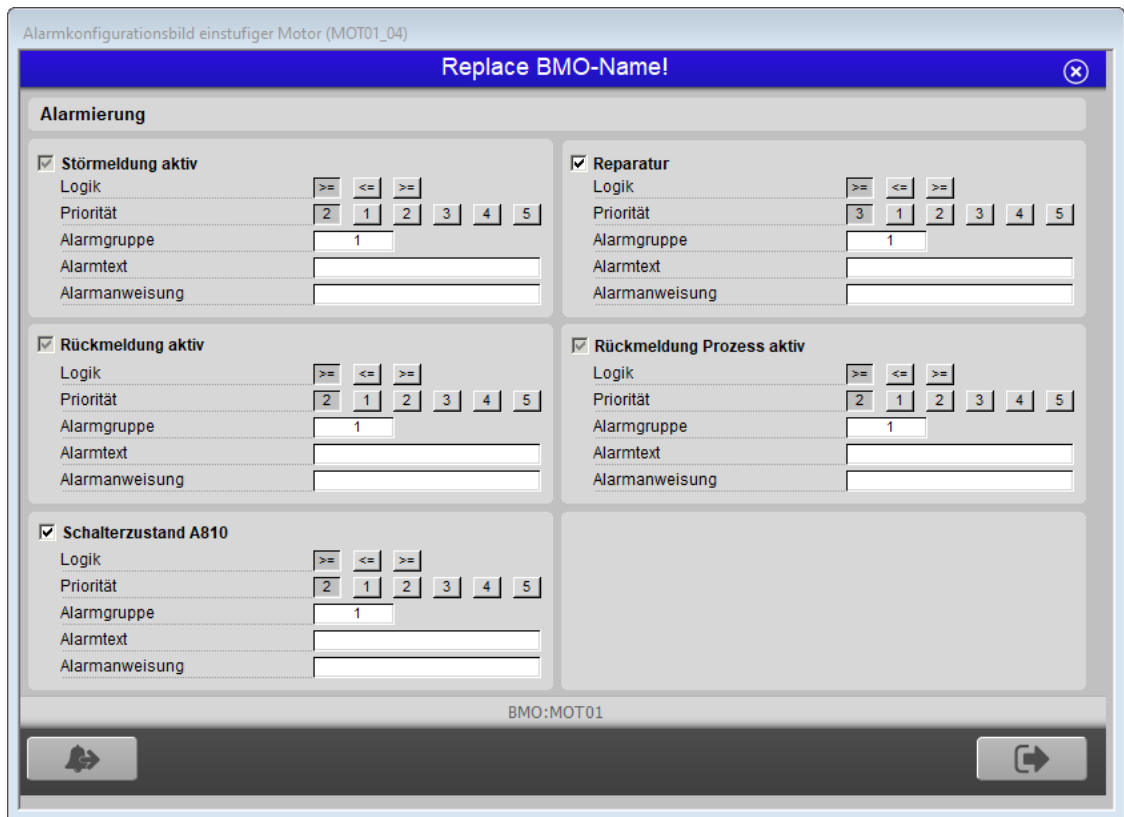 Alarmkonfigurationsbild einstufiger Motor (MOT01_04)
Replace BMO-Name!
Alarmierung
Störmeldung aktiv
Logik >= <= >=
Priorität 2 1 2 3 4 5
Alarmgruppe 1
Alarmtext
Alarmanweisung
Reparatur
Logik >= <= >=
Priorität 3 1 2 3 4 5
Alarmgruppe 1
Alarmtext
Alarmanweisung
Rückmeldung aktiv
Logik >= <= >=
Priorität 2 1 2 3 4 5
Alarmgruppe 1
Alarmtext
Alarmanweisung
Rückmeldung Prozess aktiv
Logik >= <= >=
Priorität 2 1 2 3 4 5
Alarmgruppe 1
Alarmtext
Alarmanweisung
Schalterzustand A810
Logik >= <= >=
Priorität 2 1 2 3 4 5
Alarmgruppe 1
Alarmtext
Alarmanweisung
BMO:MOT01